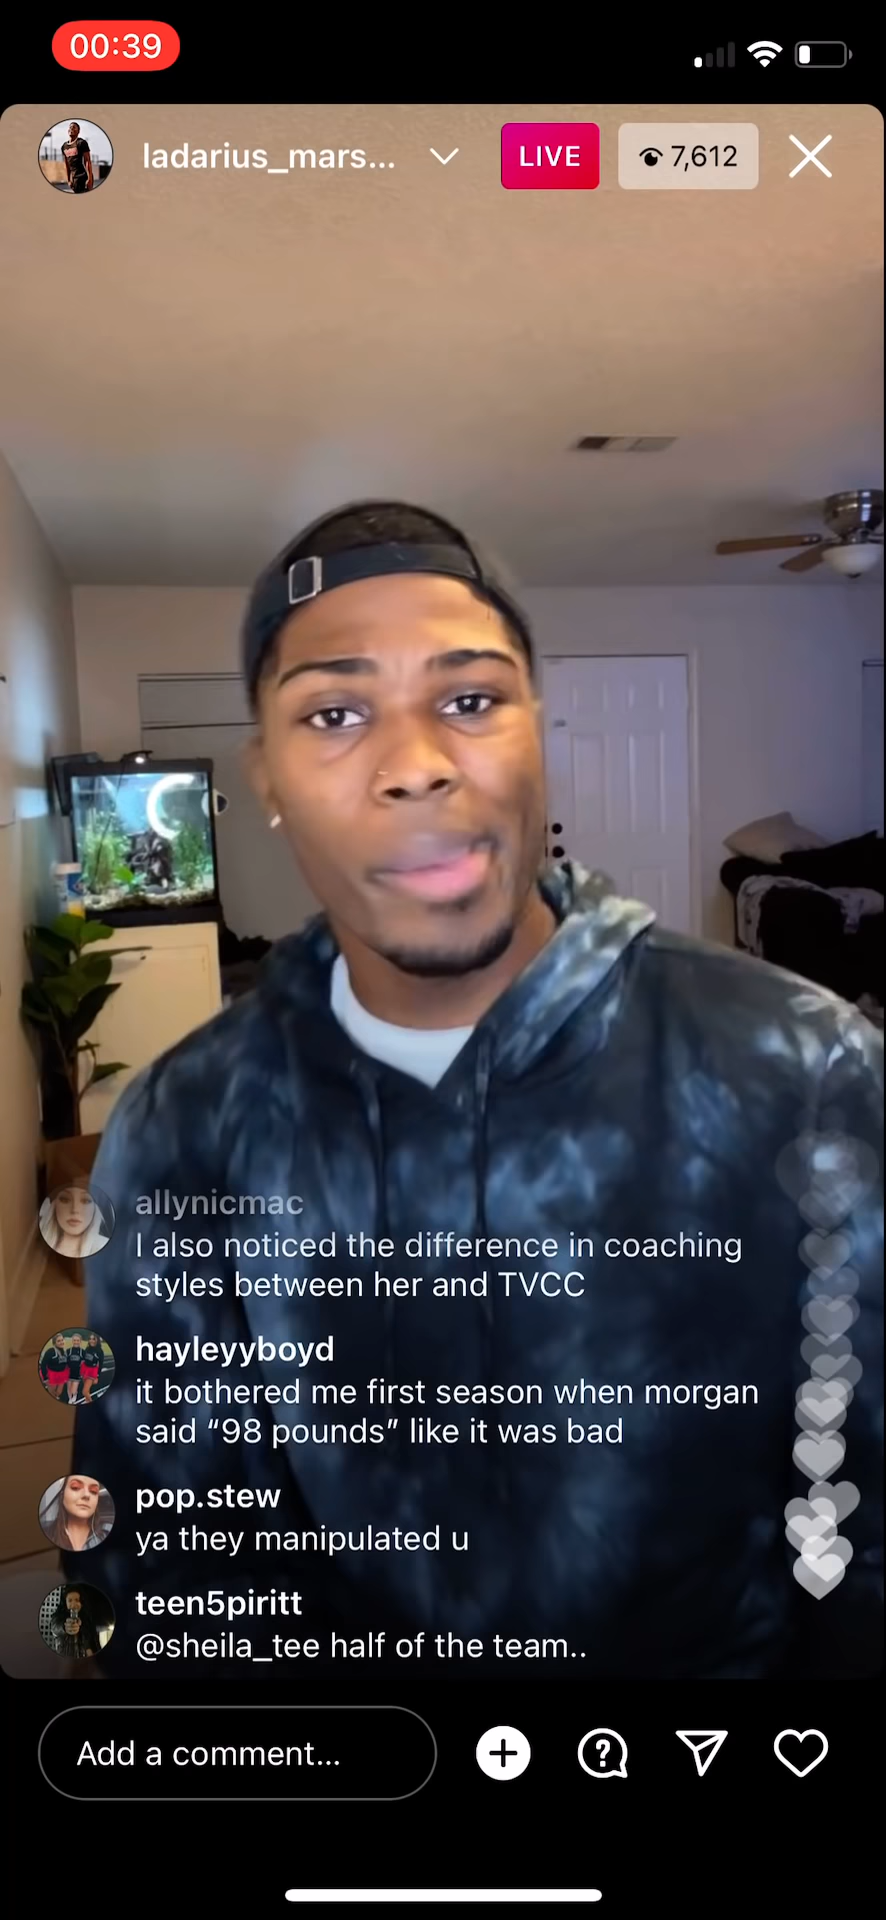 00:39
ladarius_mars...
LIVE
7,612
allynicmac
I also noticed the difference in coaching
styles between her and TVCC
hayleyyboyd
it bothered me first season when morgan
said “98 pounds” like it was bad
pop.stew
ya they manipulated u
teen5piritt
@sheila_tee half of the team..
Add a comment...